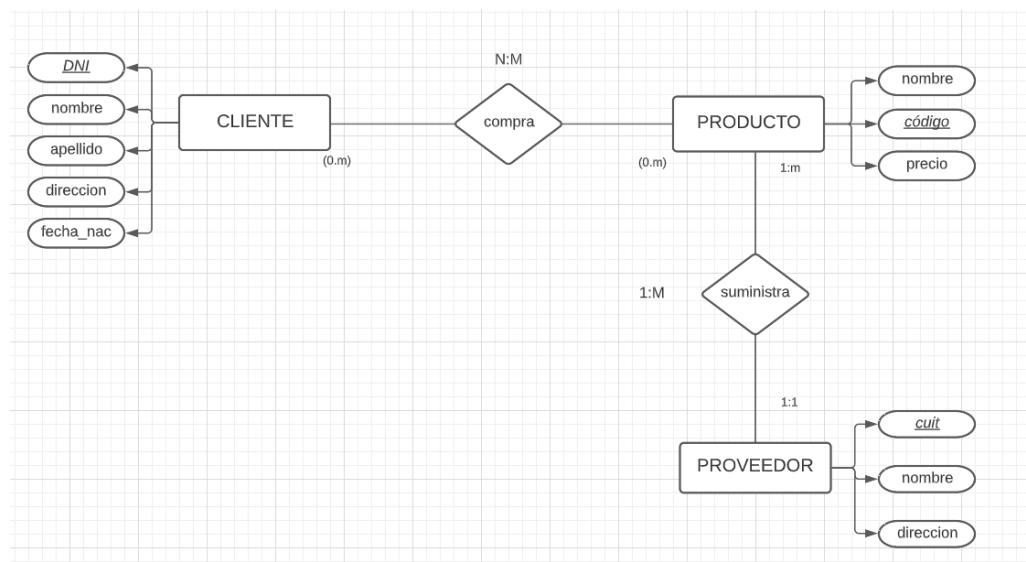 N:M
DNI
nombre
apellido
direccion
fecha_nac
CLIENTE
(0.m)
compra
(0.m)
PRODUCTO
1:m
nombre
código
precio
1:M
suministra
1:1
PROVEEDOR
cuit
nombre
direccion